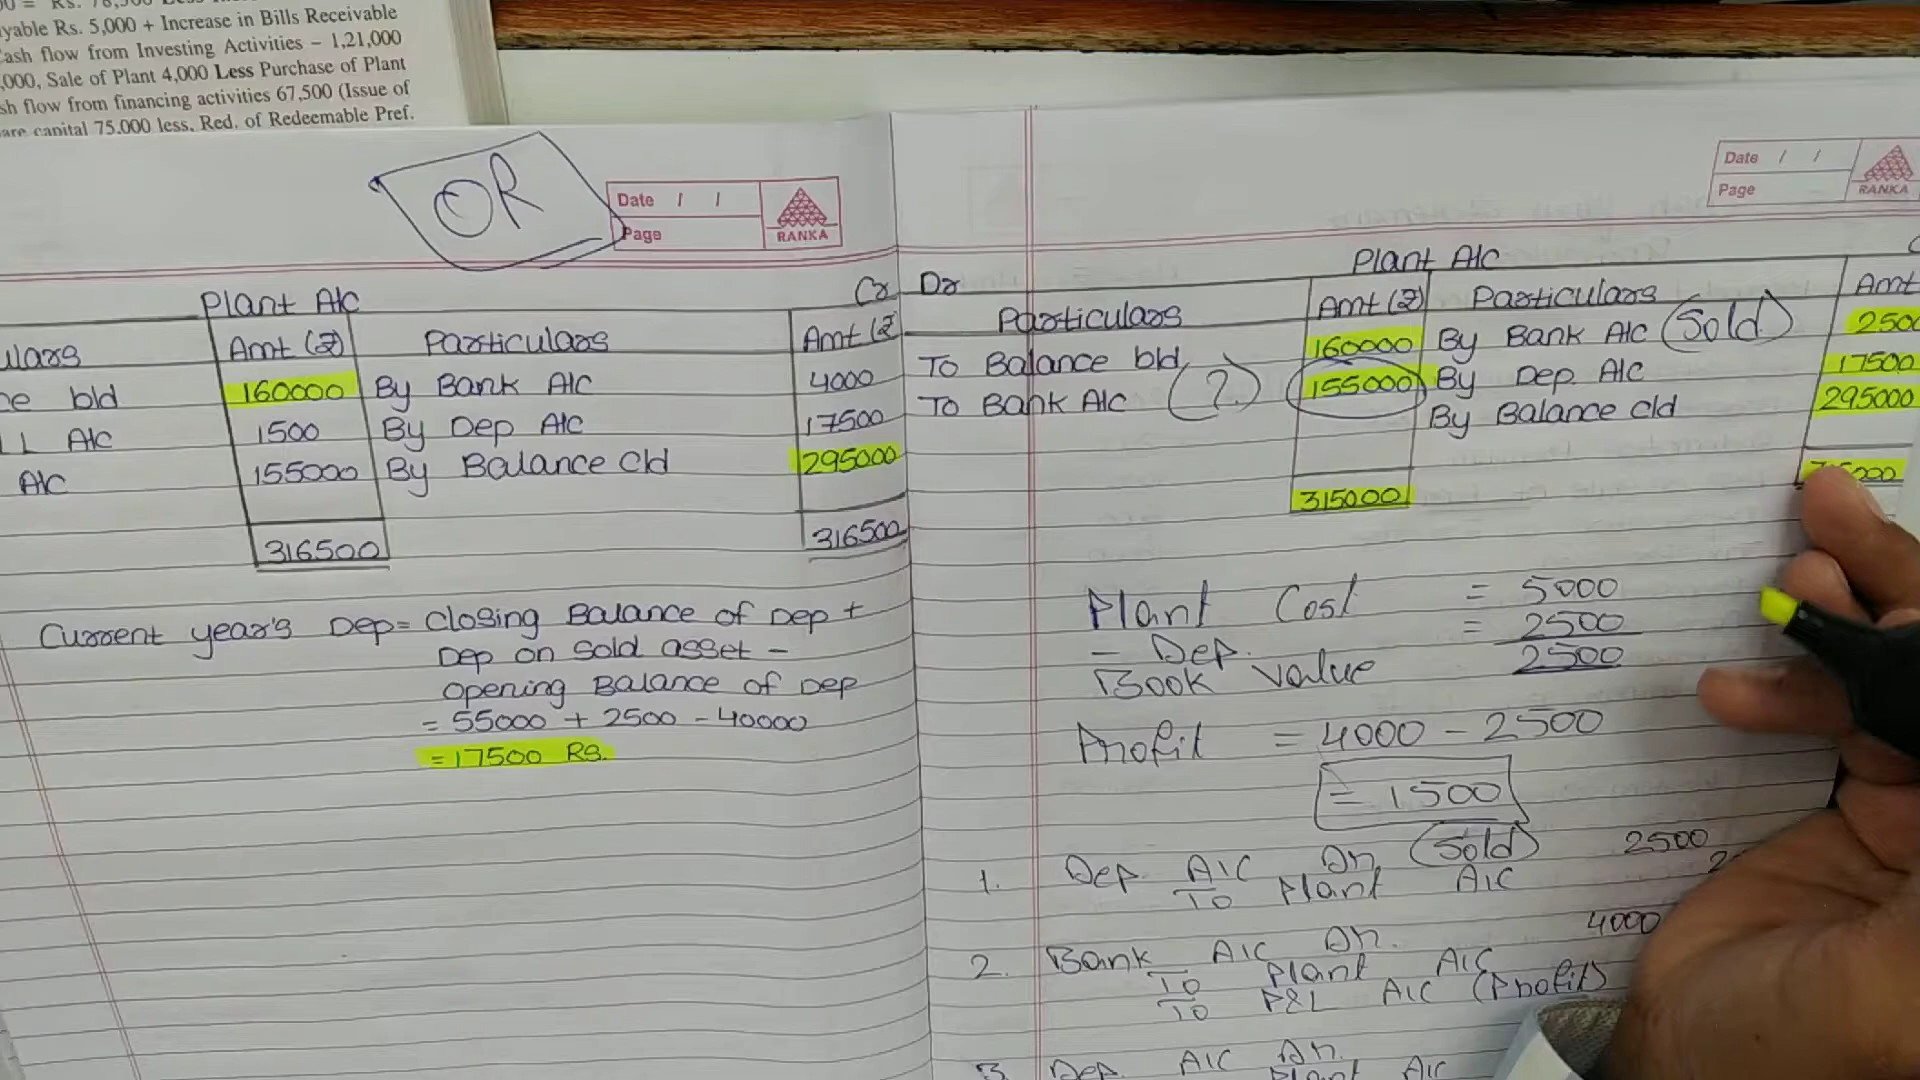 yable Rs. 5,000 + Increase in Bills Receivable
Cash flow from Investing Activities – 1,21,000
,000, Sale of Plant 4,000 Less Purchase of Plant
sh flow from financing activities 67,500 (Issue of
are capital 75,000 less, Red. of Redeemable Pref.
OR
Date / /
Page
RANKA
Plant A/c
Cr
ulars Amt (₹) Particulars Amt (₹
ce b/d 160000 By Bank A/c 4000
L A/c 1500 By Dep A/c 17500
A/c 155000 By Balance C/d 295000
316500 316500
Current year's Dep = Closing Balance of Dep +
Dep on sold asset -
Opening Balance of Dep
= 55000 + 2500 - 40000
= 17500 Rs.
Date / /
Page
RANKA
Dr Plant A/c C
Particulars Amt (₹) Particulars Amt
To Balance b/d 160000 By Bank A/c (Sold) 2500
To Bank A/c (?) 155000 By Dep. A/c 17500
By Balance C/d 295000
315000
Plant Cost = 5000
- Dep. = 2500
Book Value 2500
Profit = 4000 - 2500
= 1500
1. Dep. A/c Dr. (Sold) 2500
To Plant A/c
2. Bank A/c Dr. 4000
To Plant A/c
To P&L A/c (Profit)
3. Dep A/c Dr.
Plant A/c